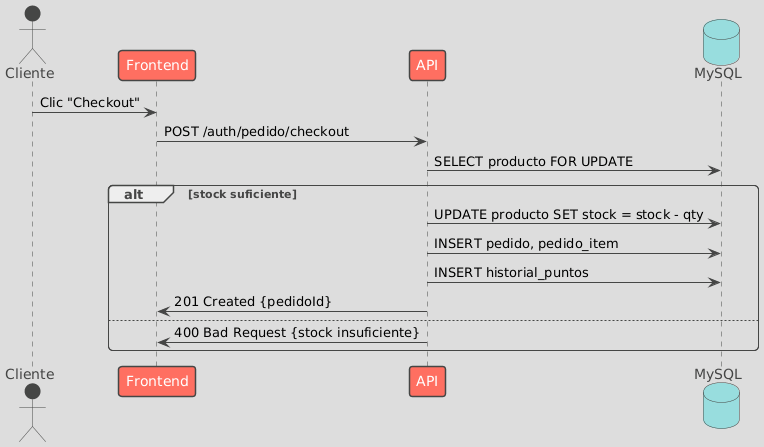 Cliente
Frontend
API
MySQL
Clic "Checkout"
POST /auth/pedido/checkout
SELECT producto FOR UPDATE
alt
[stock suficiente]
UPDATE producto SET stock = stock - qty
INSERT pedido, pedido_item
INSERT historial_puntos
201 Created {pedidoId}
400 Bad Request {stock insuficiente}
Cliente
Frontend
API
MySQL